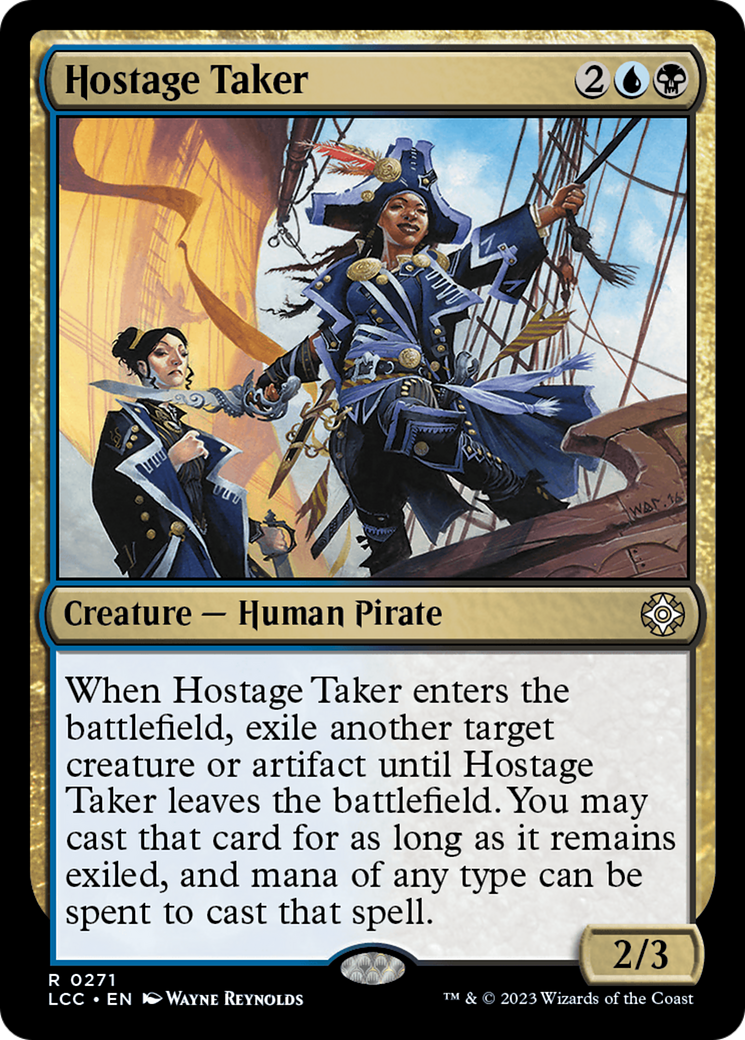 Hostage Taker 2
Creature — Human Pirate
When Hostage Taker enters the
battlefield, exile another target
creature or artifact until Hostage
Taker leaves the battlefield. You may
cast that card for as long as it remains
exiled, and mana of any type can be
spent to cast that spell.
2/3
R 0271
LCC • EN Wayne Reynolds ™ & © 2023 Wizards of the Coast